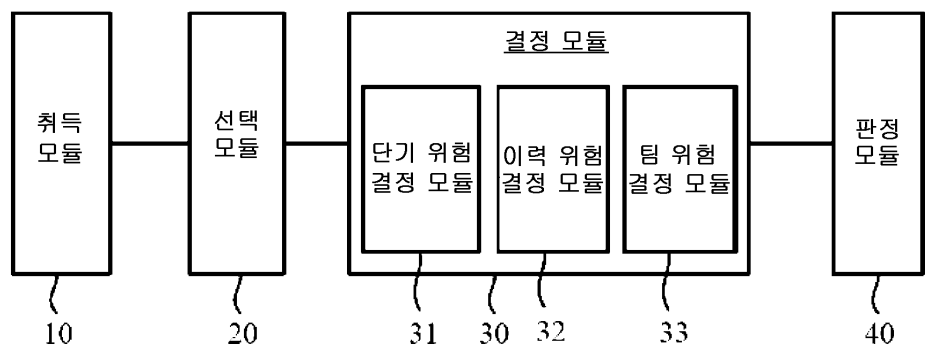 결정 모듈
취득
모듈
선택
모듈
단기 위험
결정 모듈
이력 위험
결정 모듈
팀 위험
결정 모듈
판정
모듈
10
20
31
30
32
33
40